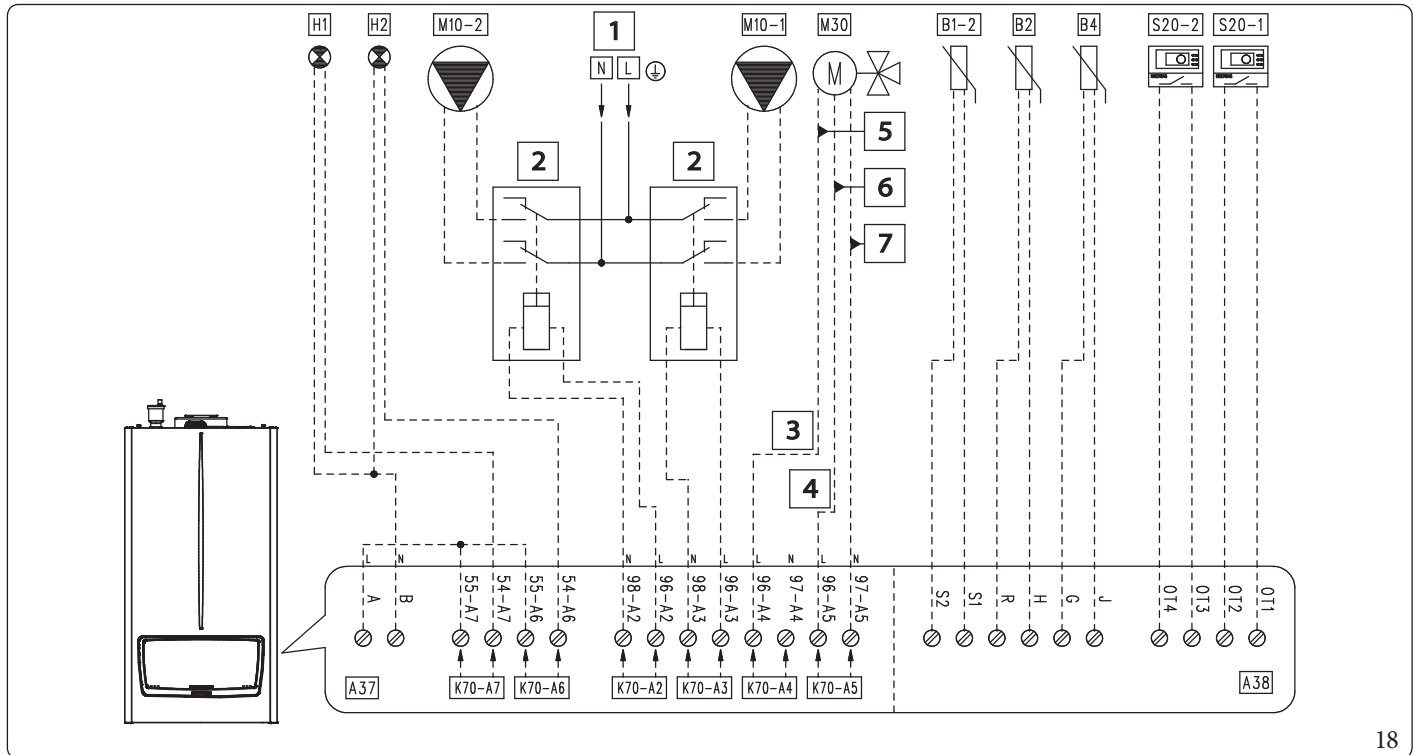 H1 H2 M10-2 1 M10-1 M30 B1-2 B2 B4 S20-2 S20-1
N L
M
5
2 2
6
7
3
4
L N N L N L L N L N
A B 55-A7 54-A7 55-A6 54-A6 98-A2 96-A2 98-A3 96-A3 96-A4 97-A4 96-A5 97-A5 S2 S1 R H G J OT4 OT3 OT2 OT1
A37 K70-A7 K70-A6 K70-A2 K70-A3 K70-A4 K70-A5 A38
18